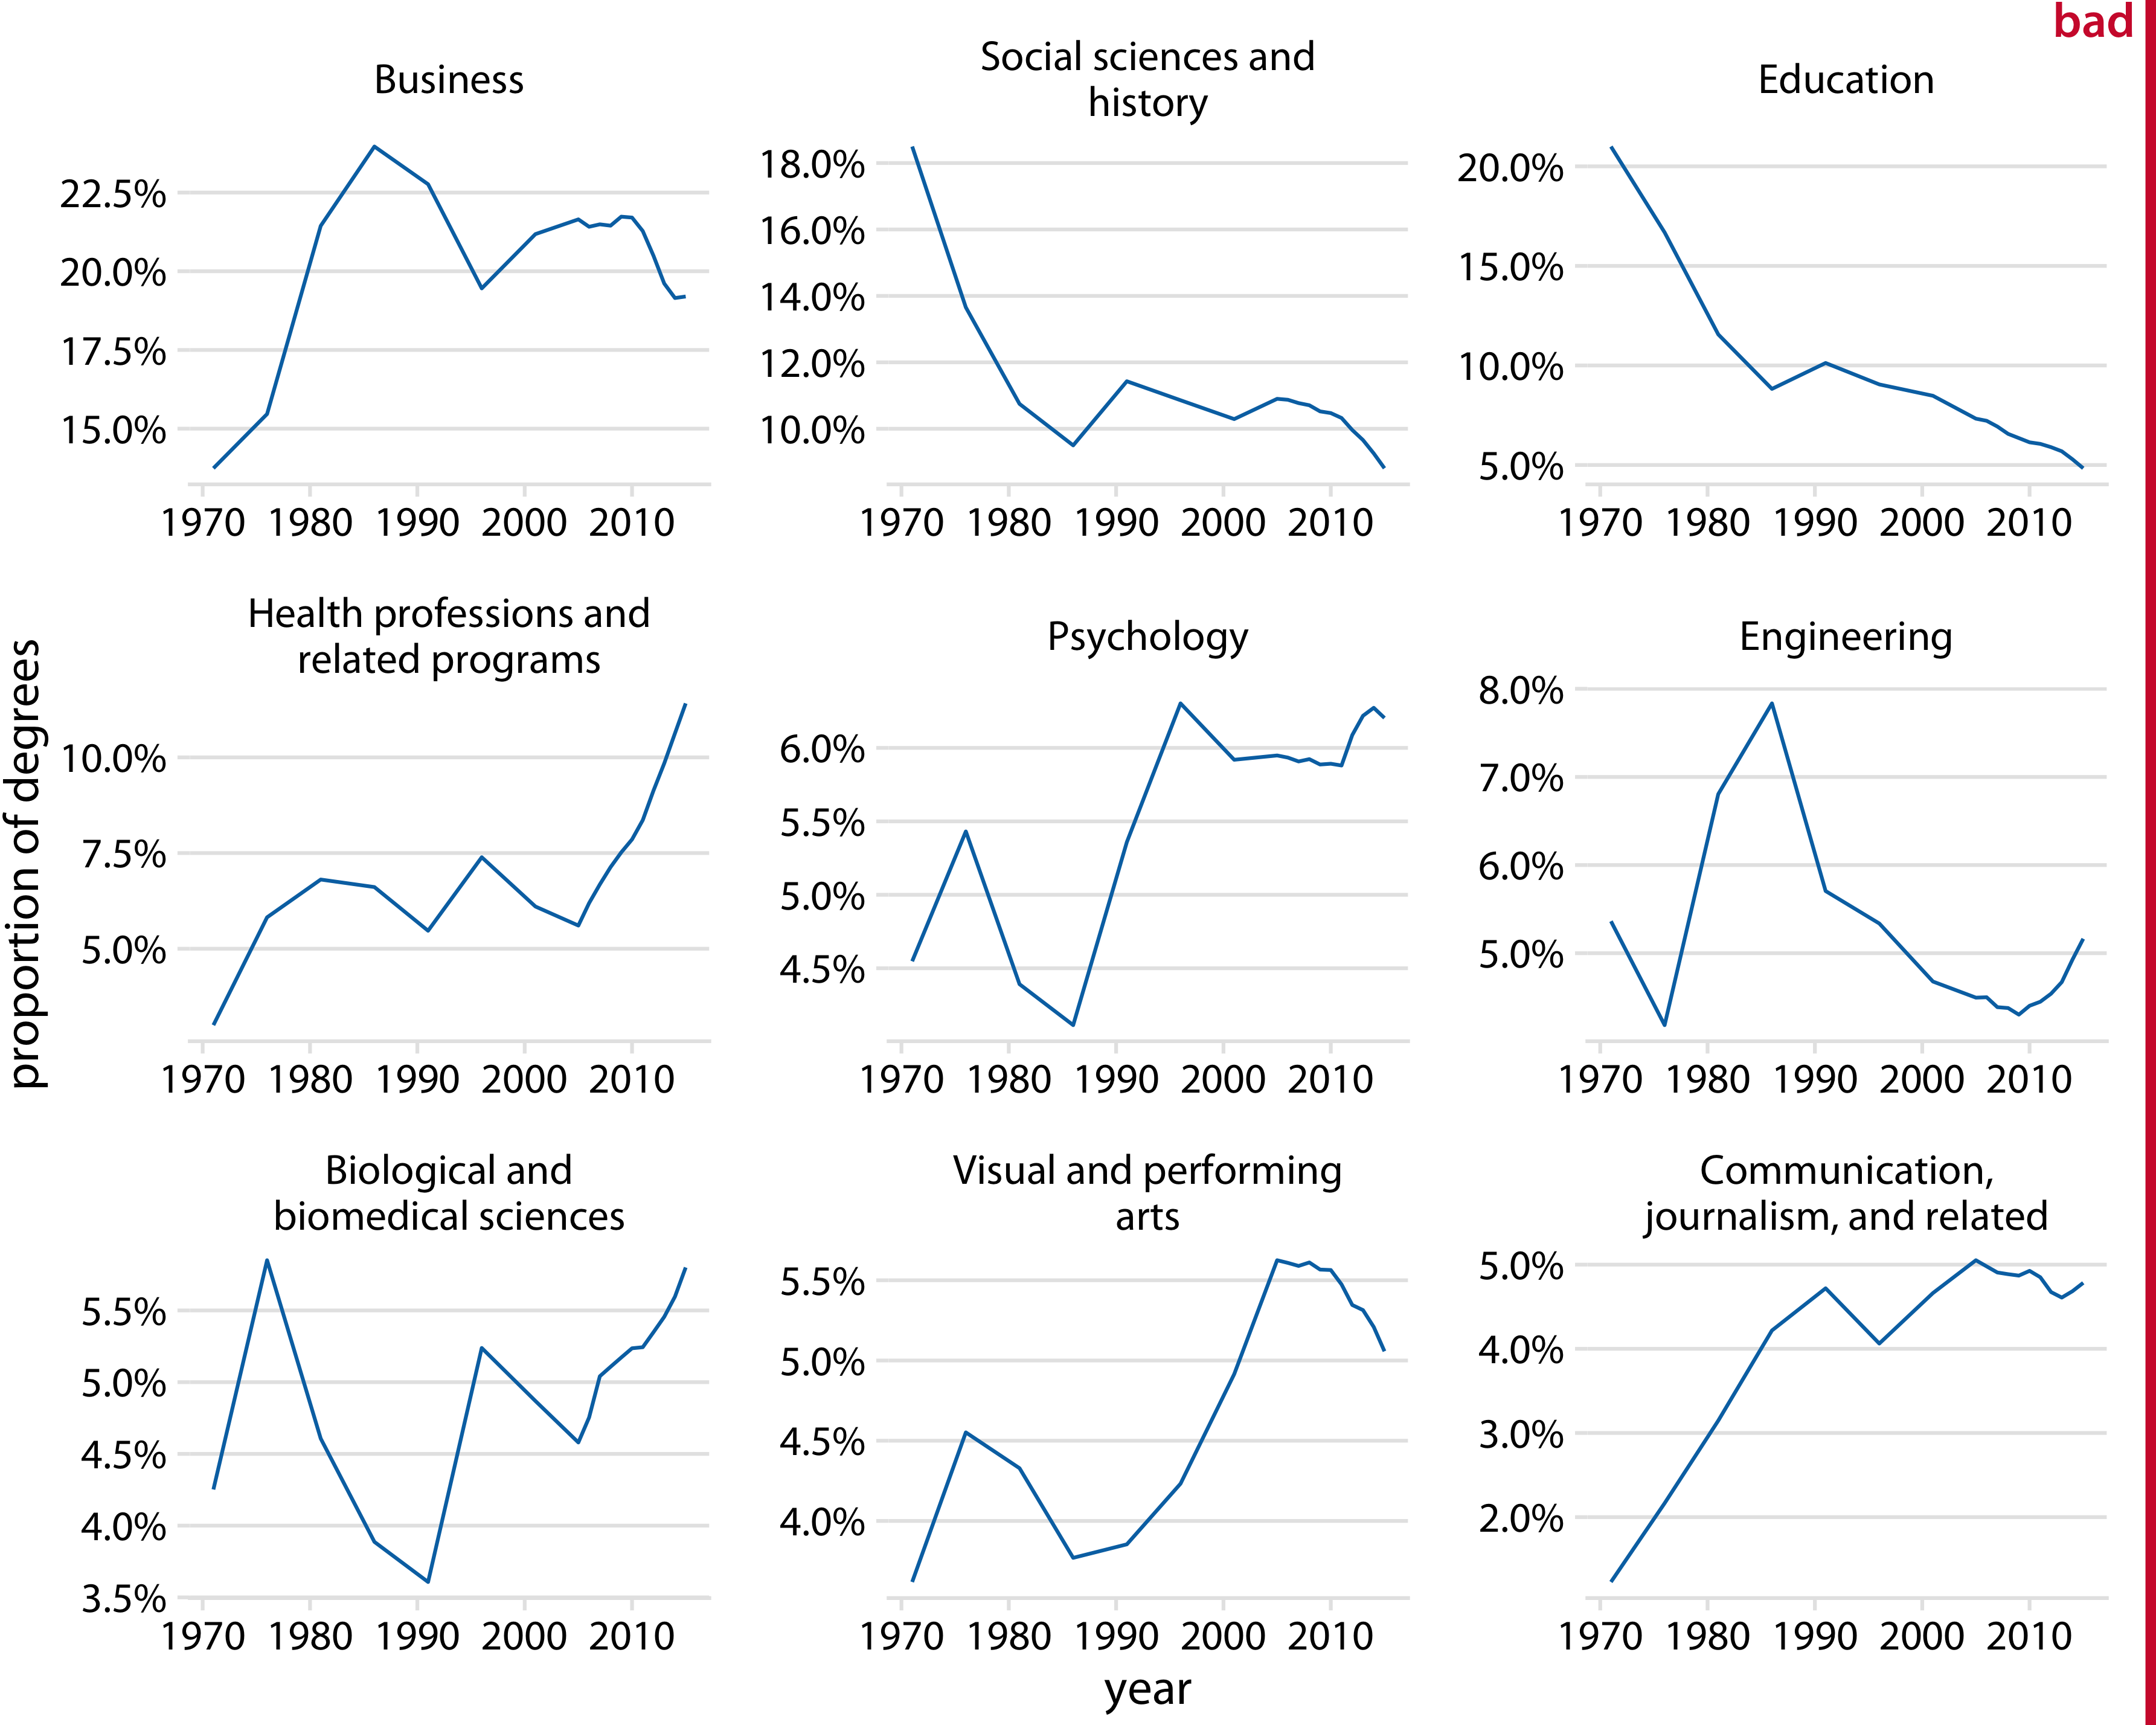 bad
Business
22.5%
20.0%
17.5%
15.0%
1970 1980 1990 2000 2010
Social sciences and
history
18.0%
16.0%
14.0%
12.0%
10.0%
1970 1980 1990 2000 2010
Education
20.0%
15.0%
10.0%
5.0%
1970 1980 1990 2000 2010
proportion of degrees
Health professions and
related programs
10.0%
7.5%
5.0%
1970 1980 1990 2000 2010
Psychology
6.0%
5.5%
5.0%
4.5%
1970 1980 1990 2000 2010
Engineering
8.0%
7.0%
6.0%
5.0%
1970 1980 1990 2000 2010
Biological and
biomedical sciences
5.5%
5.0%
4.5%
4.0%
3.5%
1970 1980 1990 2000 2010
Visual and performing
arts
5.5%
5.0%
4.5%
4.0%
1970 1980 1990 2000 2010
Communication,
journalism, and related
5.0%
4.0%
3.0%
2.0%
1970 1980 1990 2000 2010
year